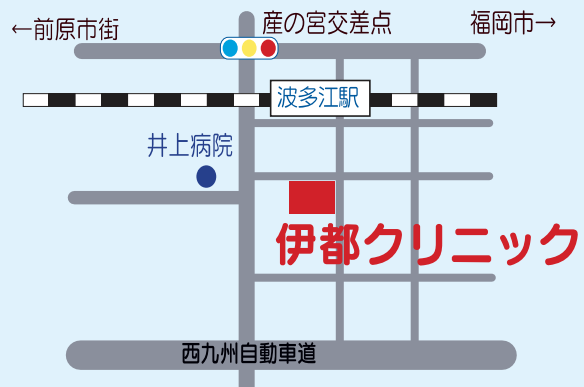 ←前原市街
産の宮交差点
福岡市→
波多江駅
井上病院
伊都クリニック
西九州自動車道